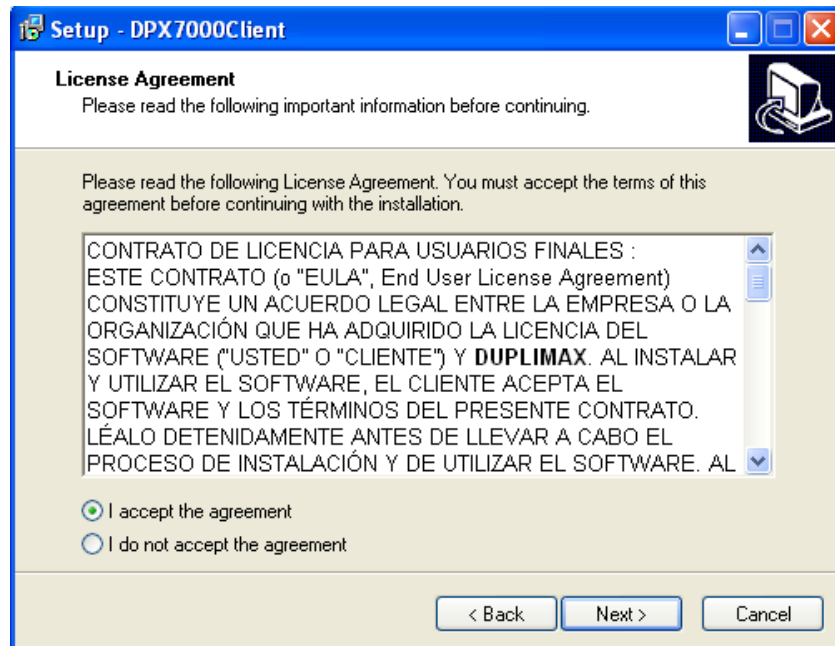 Setup - DPX7000Client
License Agreement
Please read the following important information before continuing.
Please read the following License Agreement. You must accept the terms of this
agreement before continuing with the installation.
CONTRATO DE LICENCIA PARA USUARIOS FINALES :
ESTE CONTRATO (o "EULA", End User License Agreement)
CONSTITUYE UN ACUERDO LEGAL ENTRE LA EMPRESA O LA
ORGANIZACIÓN QUE HA ADQUIRIDO LA LICENCIA DEL
SOFTWARE ("USTED" O "CLIENTE") Y DUPLIMAX. AL INSTALAR
Y UTILIZAR EL SOFTWARE, EL CLIENTE ACEPTA EL
SOFTWARE Y LOS TÉRMINOS DEL PRESENTE CONTRATO.
LÉALO DETENIDAMENTE ANTES DE LLEVAR A CABO EL
PROCESO DE INSTALACIÓN Y DE UTILIZAR EL SOFTWARE. AL
I accept the agreement
I do not accept the agreement
< Back Next > Cancel